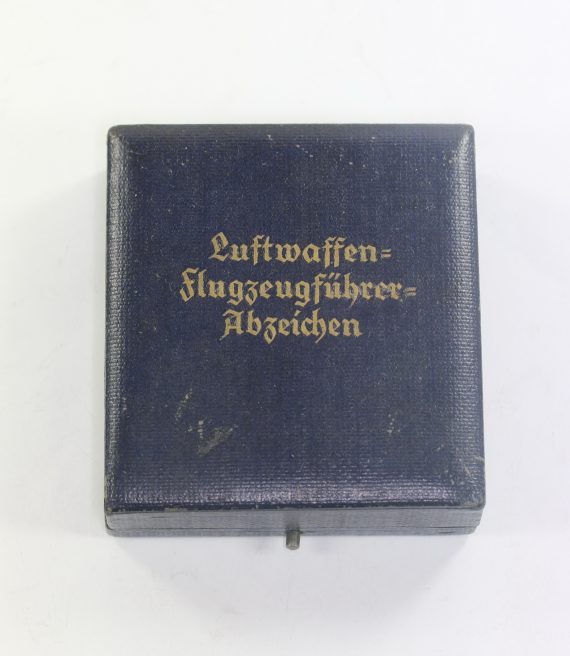 Luftwaffen=
Flugzeugführer=
Abzeichen